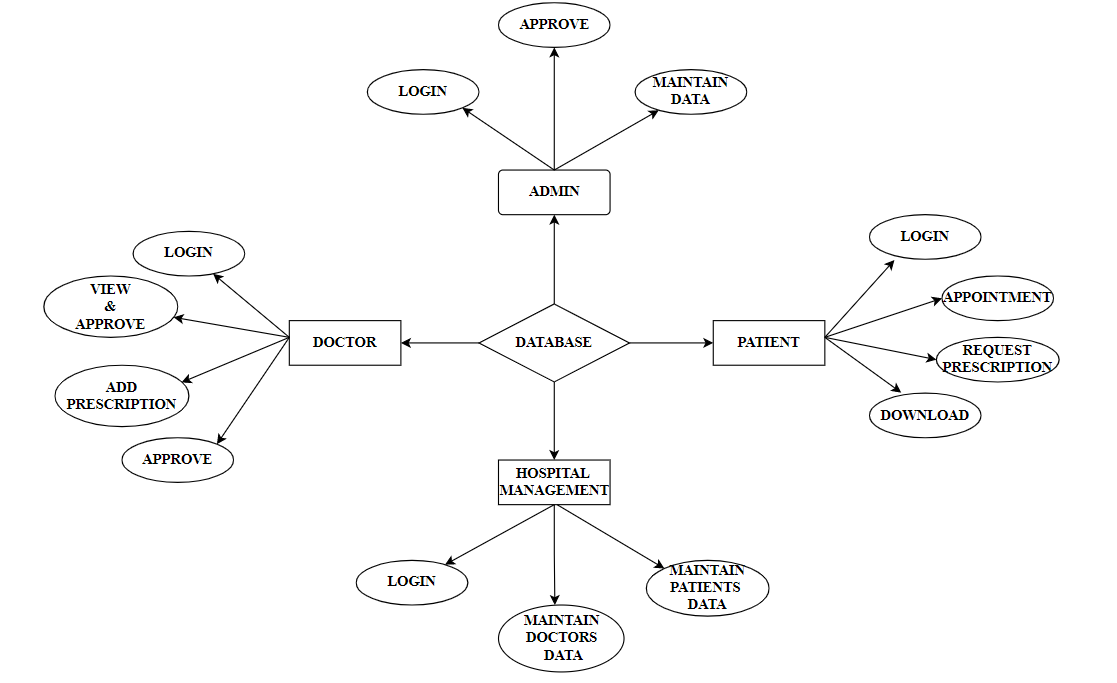 APPROVE
LOGIN
MAINTAIN
DATA
ADMIN
LOGIN
VIEW
&
APPROVE
ADD
PRESCRIPTION
APPROVE
DOCTOR
DATABASE
PATIENT
LOGIN
APPOINTMENT
REQUEST
PRESCRIPTION
DOWNLOAD
HOSPITAL
MANAGEMENT
LOGIN
MAINTAIN
DOCTORS
DATA
MAINTAIN
PATIENTS
DATA